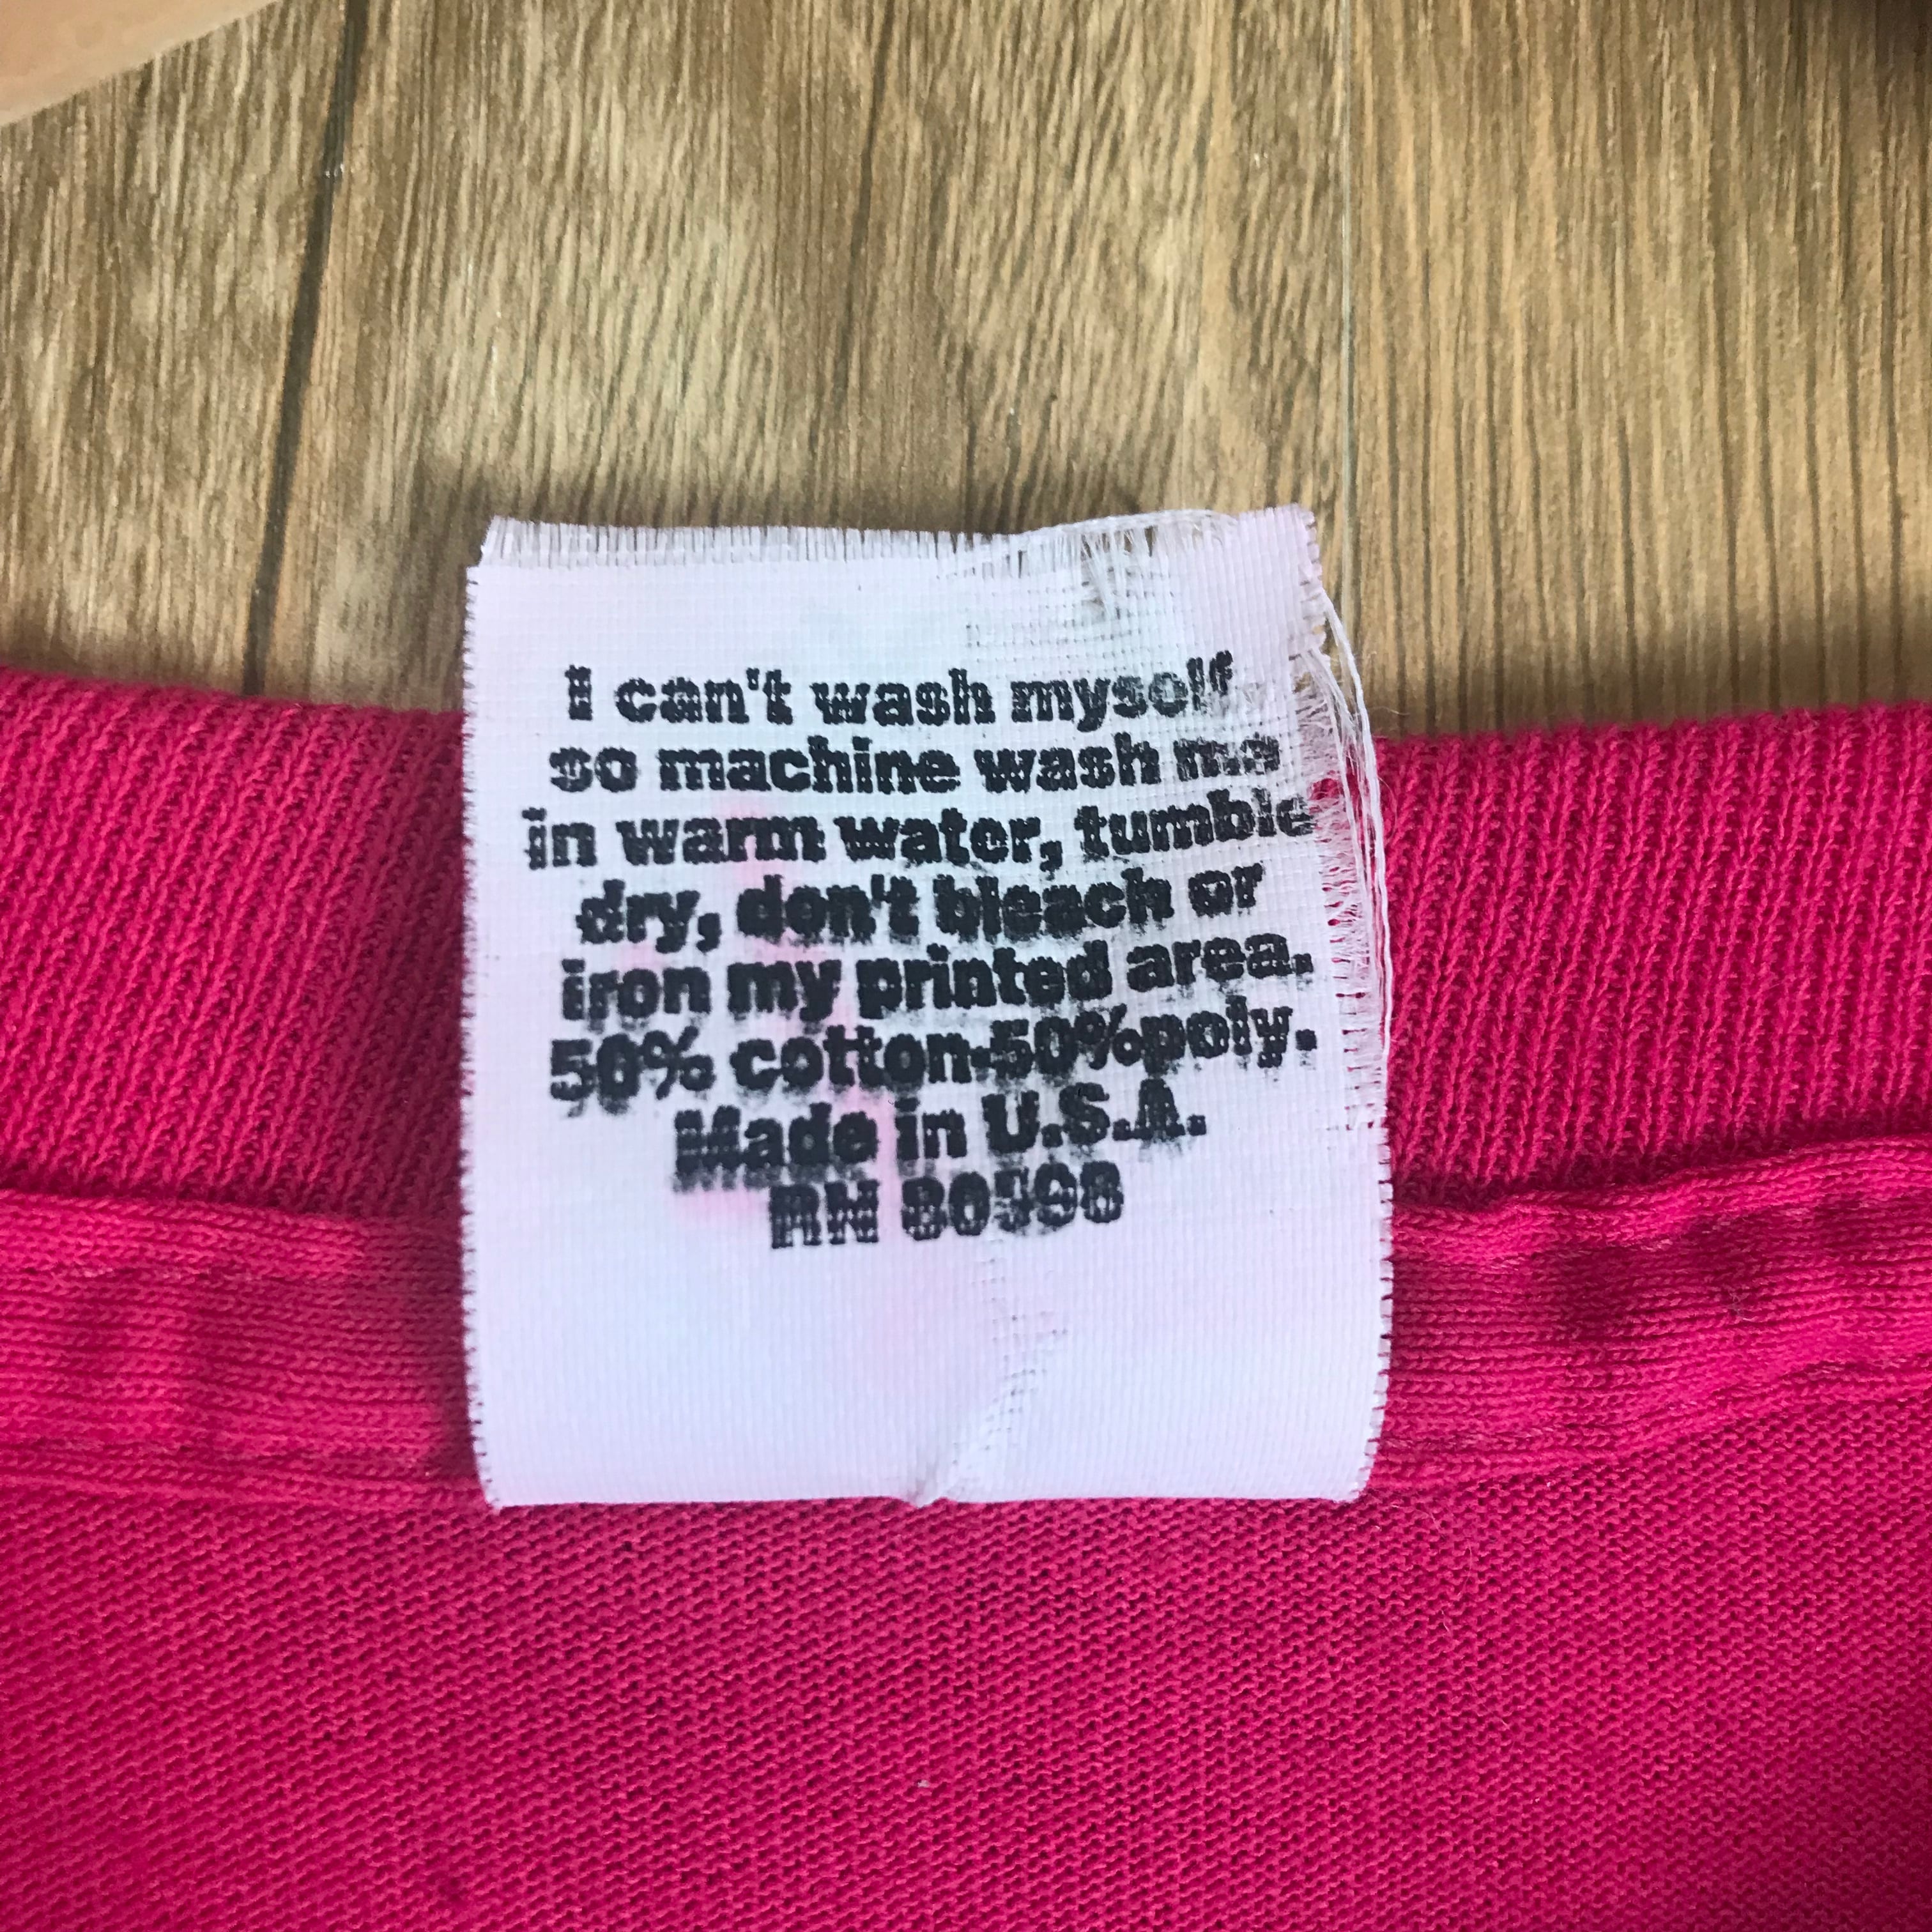 I can't wash myself
so machine wash me
in warm water, tumble
dry, don't bleach or
iron my printed area.
50% cotton-50%poly.
Made in U.S.A.
RN 80598